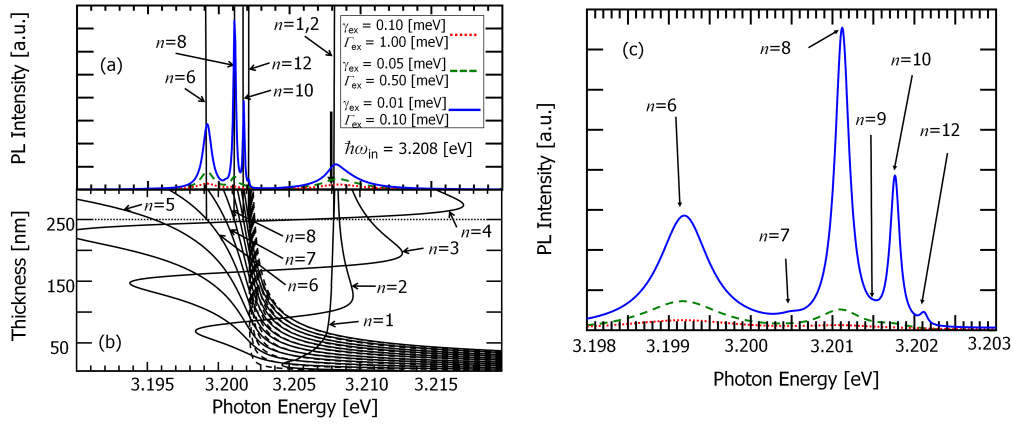 (a)
PL Intensity [a.u.]
n=8
n=6
n=1,2
n=12
n=10
γex = 0.10 [meV]
Γex = 1.00 [meV]
γex = 0.05 [meV]
Γex = 0.50 [meV]
γex = 0.01 [meV]
Γex = 0.10 [meV]
ħωin = 3.208 [eV]
(b)
Thickness [nm]
250
150
50
n=5
n=8
n=7
n=6
n=4
n=3
n=2
n=1
3.195
3.200
3.205
3.210
3.215
Photon Energy [eV]
(c)
PL Intensity [a.u.]
n=8
n=10
n=6
n=9
n=12
n=7
3.198
3.199
3.200
3.201
3.202
3.203
Photon Energy [eV]